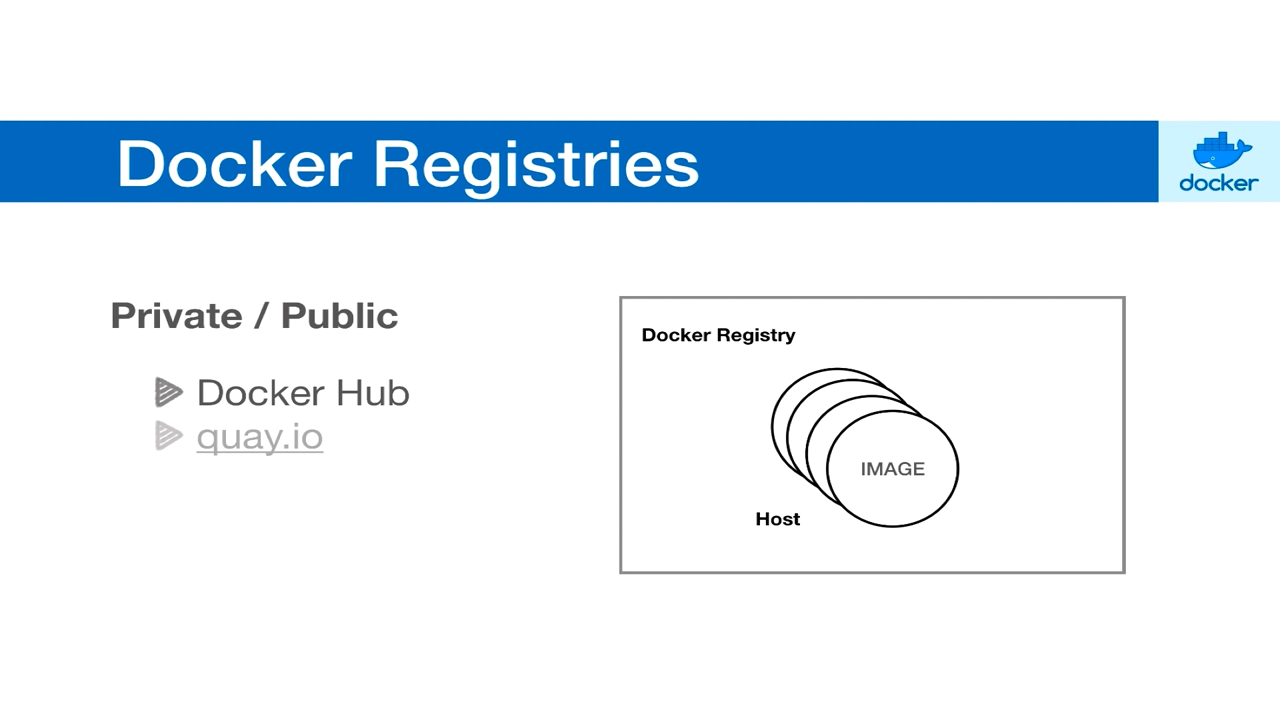 Docker Registries
docker
Private / Public
Docker Hub
quay.io
Docker Registry
IMAGE
Host